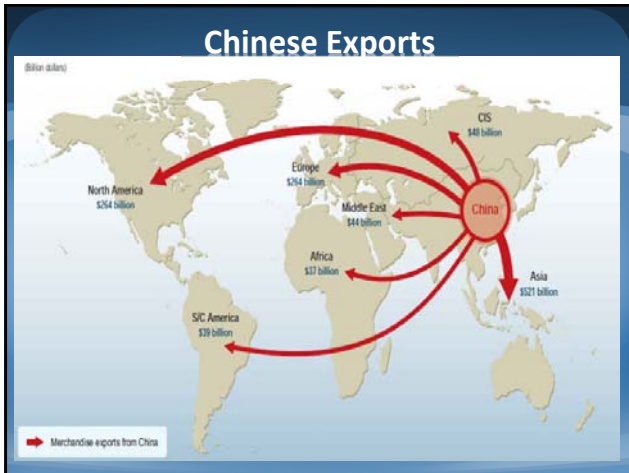 Chinese Exports
(Billion dollars)
CIS
$48 billion
Europe
$264 billion
North America
$264 billion
China
Middle East
$44 billion
Africa
$37 billion
Asia
$521 billion
S/C America
$39 billion
Merchandise exports from China